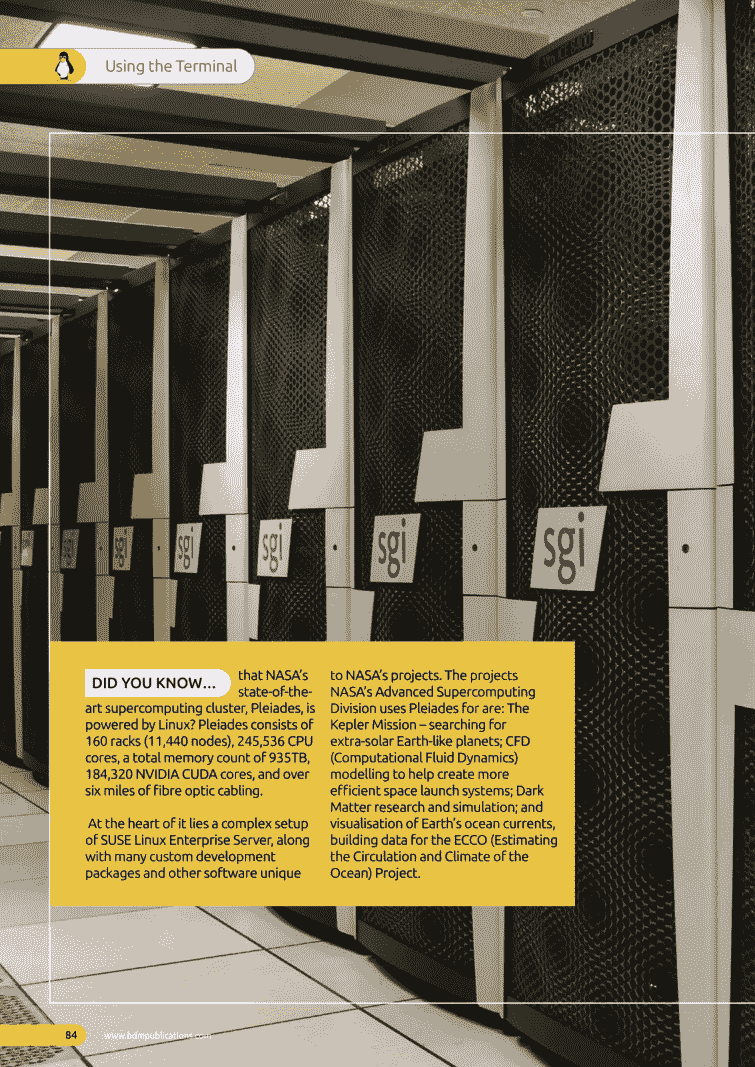 Using the Terminal
sgi
sgi
sgi
sgi
sgi
DID YOU KNOW...
that NASA's
state-of-the-
art supercomputing cluster, Pleiades, is
powered by Linux? Pleiades consists of
160 racks (11,440 nodes), 245,536 CPU
cores, a total memory count of 935TB,
184,320 NVIDIA CUDA cores, and over
six miles of fibre optic cabling.
At the heart of it lies a complex setup
of SUSE Linux Enterprise Server, along
with many custom development
packages and other software unique
to NASA's projects. The projects
NASA's Advanced Supercomputing
Division uses Pleiades for are: The
Kepler Mission – searching for
extra-solar Earth-like planets; CFD
(Computational Fluid Dynamics)
modelling to help create more
efficient space launch systems; Dark
Matter research and simulation; and
visualisation of Earth's ocean currents,
building data for the ECCO (Estimating
the Circulation and Climate of the
Ocean) Project.
84
www.bdmpublications.com